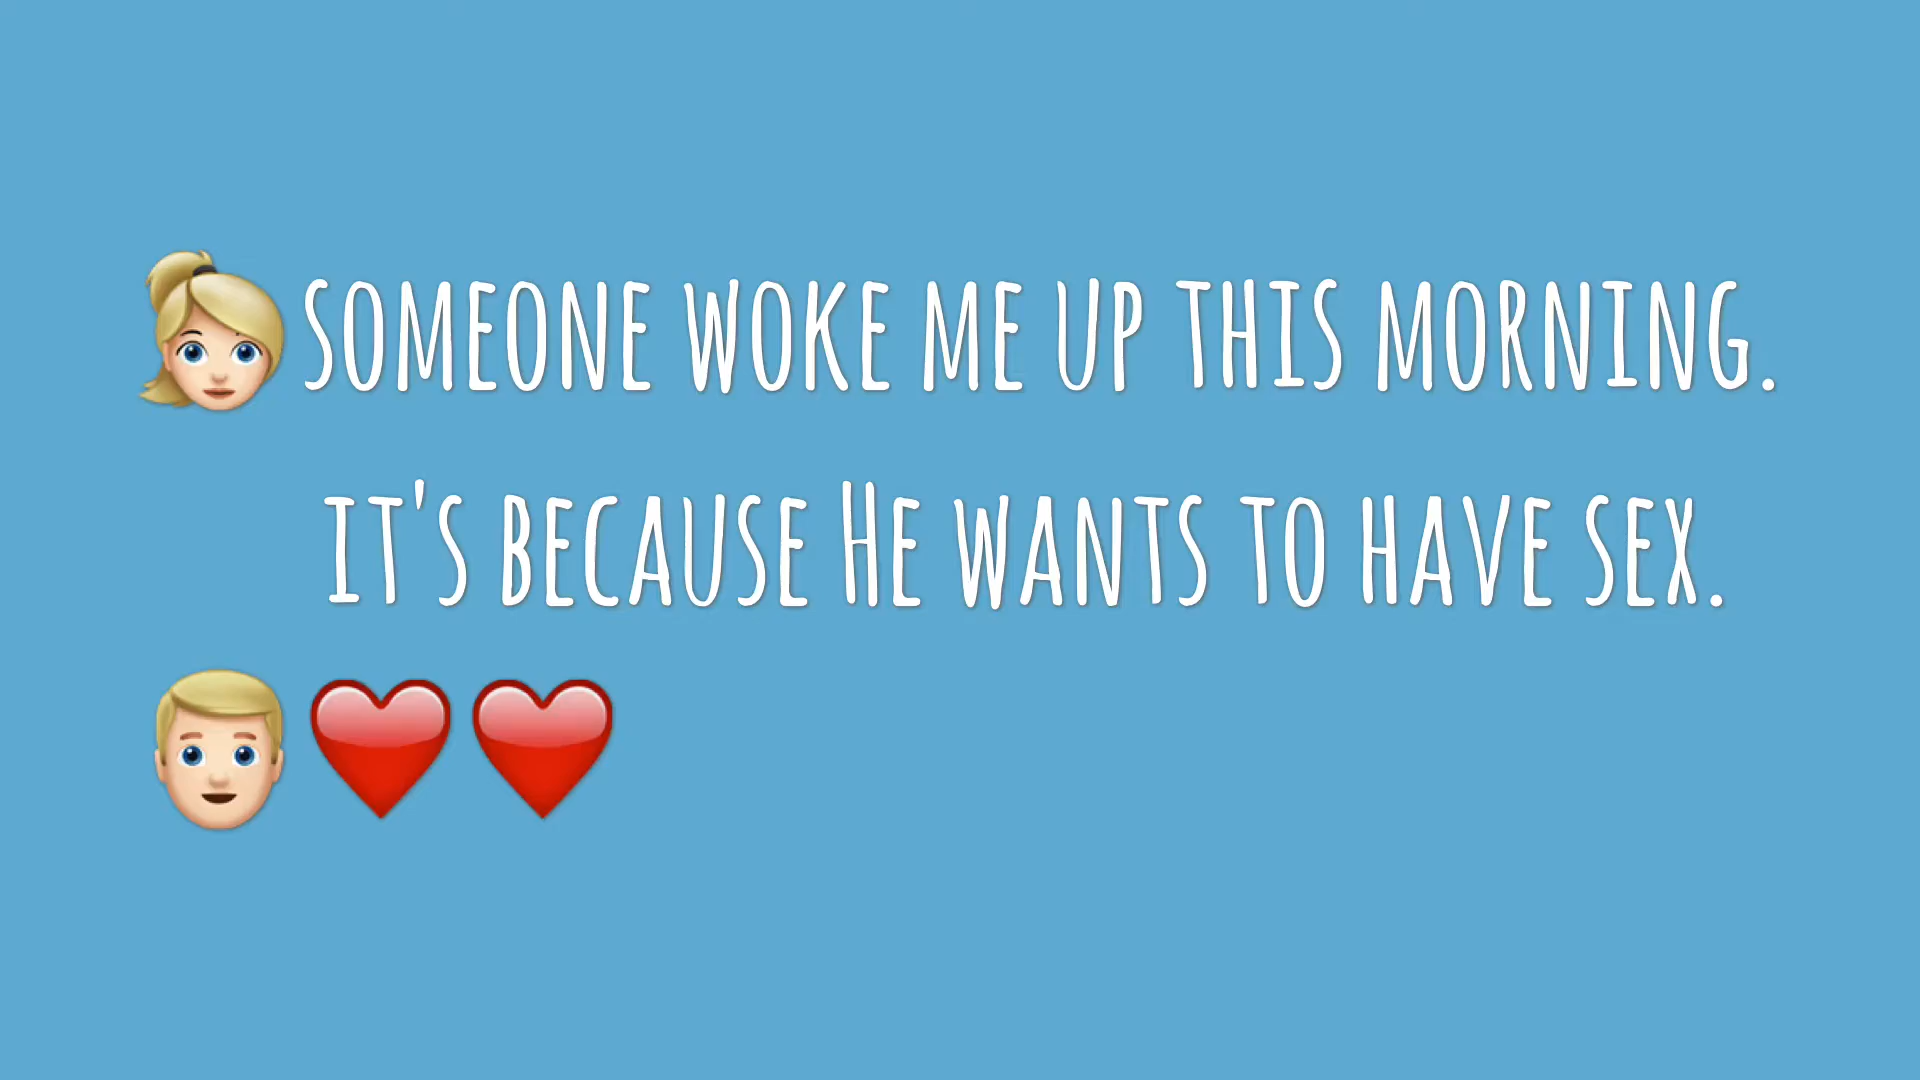 👱🏼‍♀️ SOMEONE WOKE ME UP THIS MORNING.
IT'S BECAUSE HE WANTS TO HAVE SEX.
👱🏼‍♂️ ❤️ ❤️